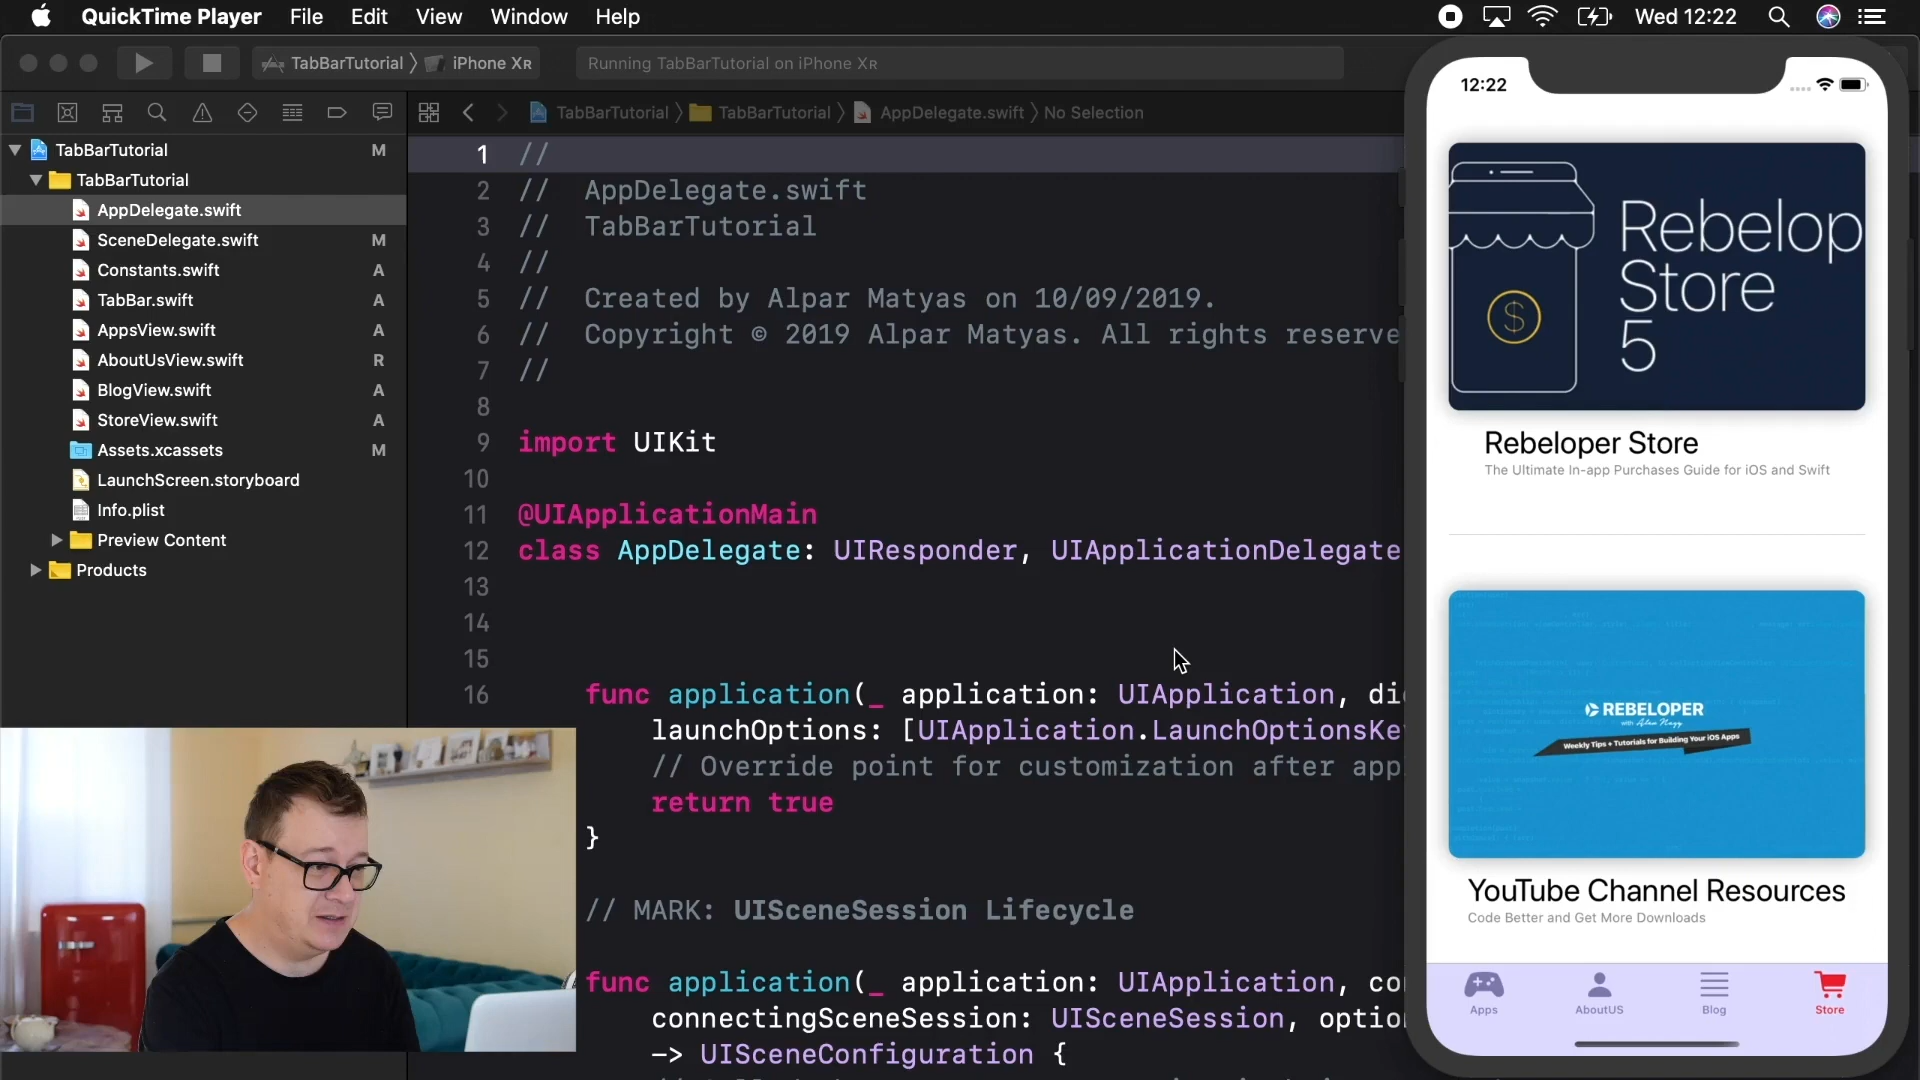 QuickTime Player File Edit View Window Help Wed 12:22
TabBarTutorial 〉 iPhone XR Running TabBarTutorial on iPhone XR
TabBarTutorial 〉 TabBarTutorial 〉 AppDelegate.swift 〉 No Selection
TabBarTutorial M
TabBarTutorial
AppDelegate.swift
SceneDelegate.swift M
Constants.swift A
TabBar.swift A
AppsView.swift A
AboutUsView.swift R
BlogView.swift A
StoreView.swift A
Assets.xcassets M
LaunchScreen.storyboard
Info.plist
Preview Content
Products
1 //
2 // AppDelegate.swift
3 // TabBarTutorial
4 //
5 // Created by Alpar Matyas on 10/09/2019.
6 // Copyright © 2019 Alpar Matyas. All rights reserve
7 //
8
9 import UIKit
10
11 @UIApplicationMain
12 class AppDelegate: UIResponder, UIApplicationDelegate
13
14
15
16 func application(_ application: UIApplication, di
launchOptions: [UIApplication.LaunchOptionsKe
// Override point for customization after app
return true
}
// MARK: UISceneSession Lifecycle
func application(_ application: UIApplication, co
connectingSceneSession: UISceneSession, optio
-> UISceneConfiguration {
12:22
Rebelop
Store
5
$
Rebeloper Store
The Ultimate In-app Purchases Guide for iOS and Swift
REBELOPER
with Alex Nagy
Weekly Tips + Tutorials for Building Your iOS Apps
YouTube Channel Resources
Code Better and Get More Downloads
Apps AboutUS Blog Store